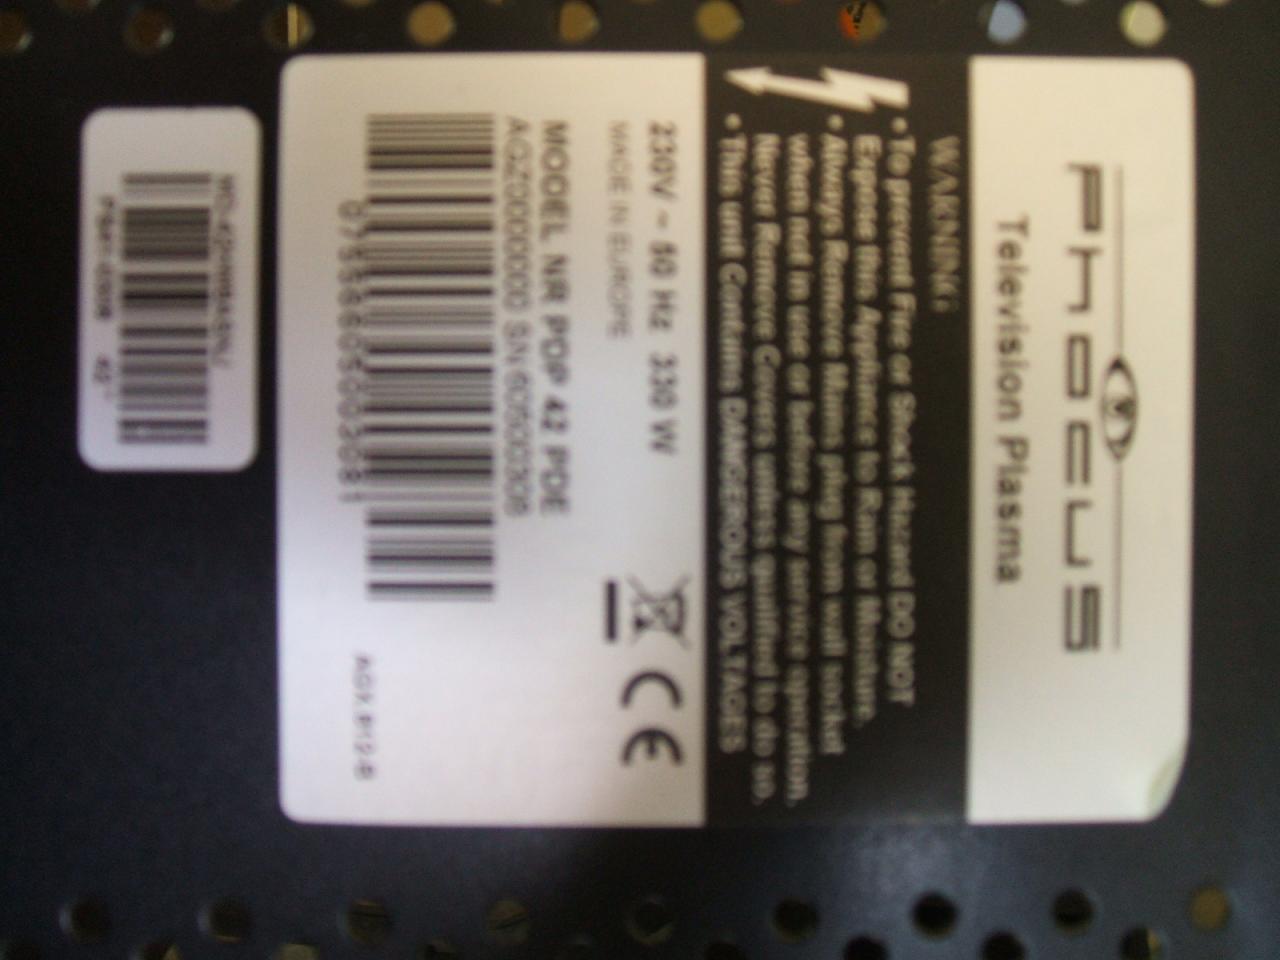 PHOCUS
Television Plasma
WARNING
• To prevent Fire or Shock Hazard DO NOT
Expose this Appliance to Rain or Moisture.
• Always Remove Mains plug from wall socket
when not in use or before any service operation.
Never Remove Covers unless qualified to do so.
• This unit Contains DANGEROUS VOLTAGES
230V ~ 50 Hz 330 W
MADE IN EUROPE
CE
MODEL NR PDP 42 PDE
SN
42"